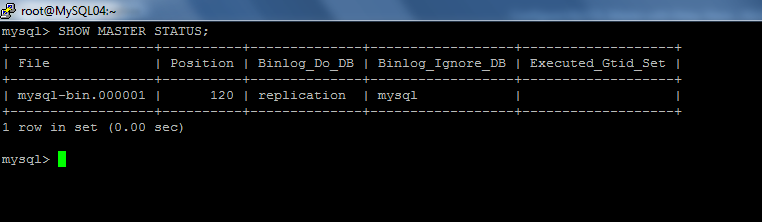 root@MySQL04:~
mysql> SHOW MASTER STATUS;
+------------------+----------+--------------+------------------+-------------------+
| File             | Position | Binlog_Do_DB | Binlog_Ignore_DB | Executed_Gtid_Set |
+------------------+----------+--------------+------------------+-------------------+
| mysql-bin.000001 |      120 | replication  | mysql            |                   |
+------------------+----------+--------------+------------------+-------------------+
1 row in set (0.00 sec)
mysql>